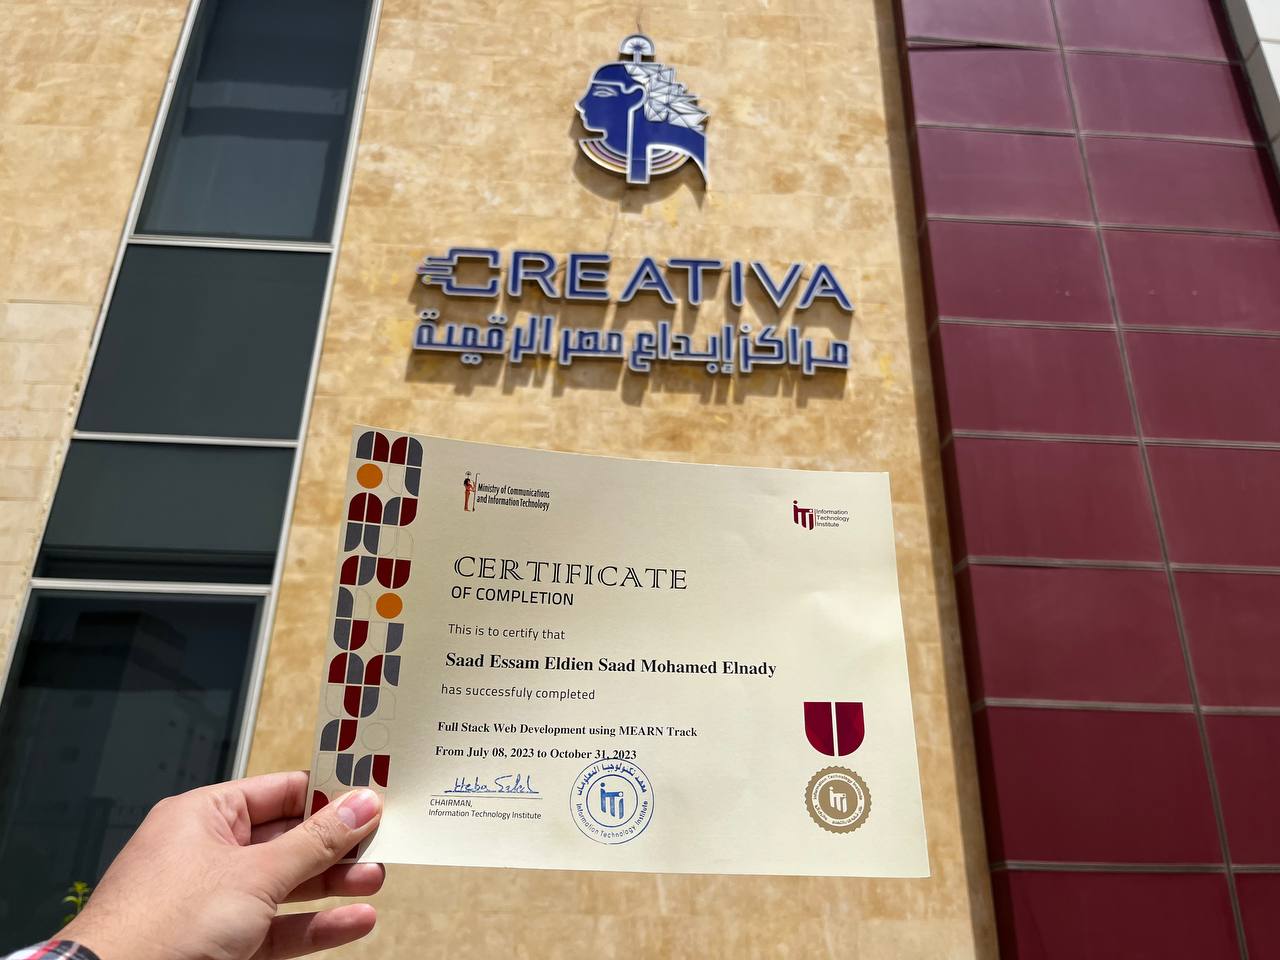 CREATIVA
مراكز إبداع مصر الرقمية
Ministry of Communications
and Information Technology
iTi
Information
Technology
Institute
CERTIFICATE
OF COMPLETION
This is to certify that
Saad Essam Eldien Saad Mohamed Elnady
has successfuly completed
Full Stack Web Development using MEARN Track
From July 08, 2023 to October 31, 2023
Heba Saleh
CHAIRMAN,
Information Technology Institute
معهد تكنولوجيا المعلومات
iTi
Information Technology Institute
Information Technology Institute
iTi